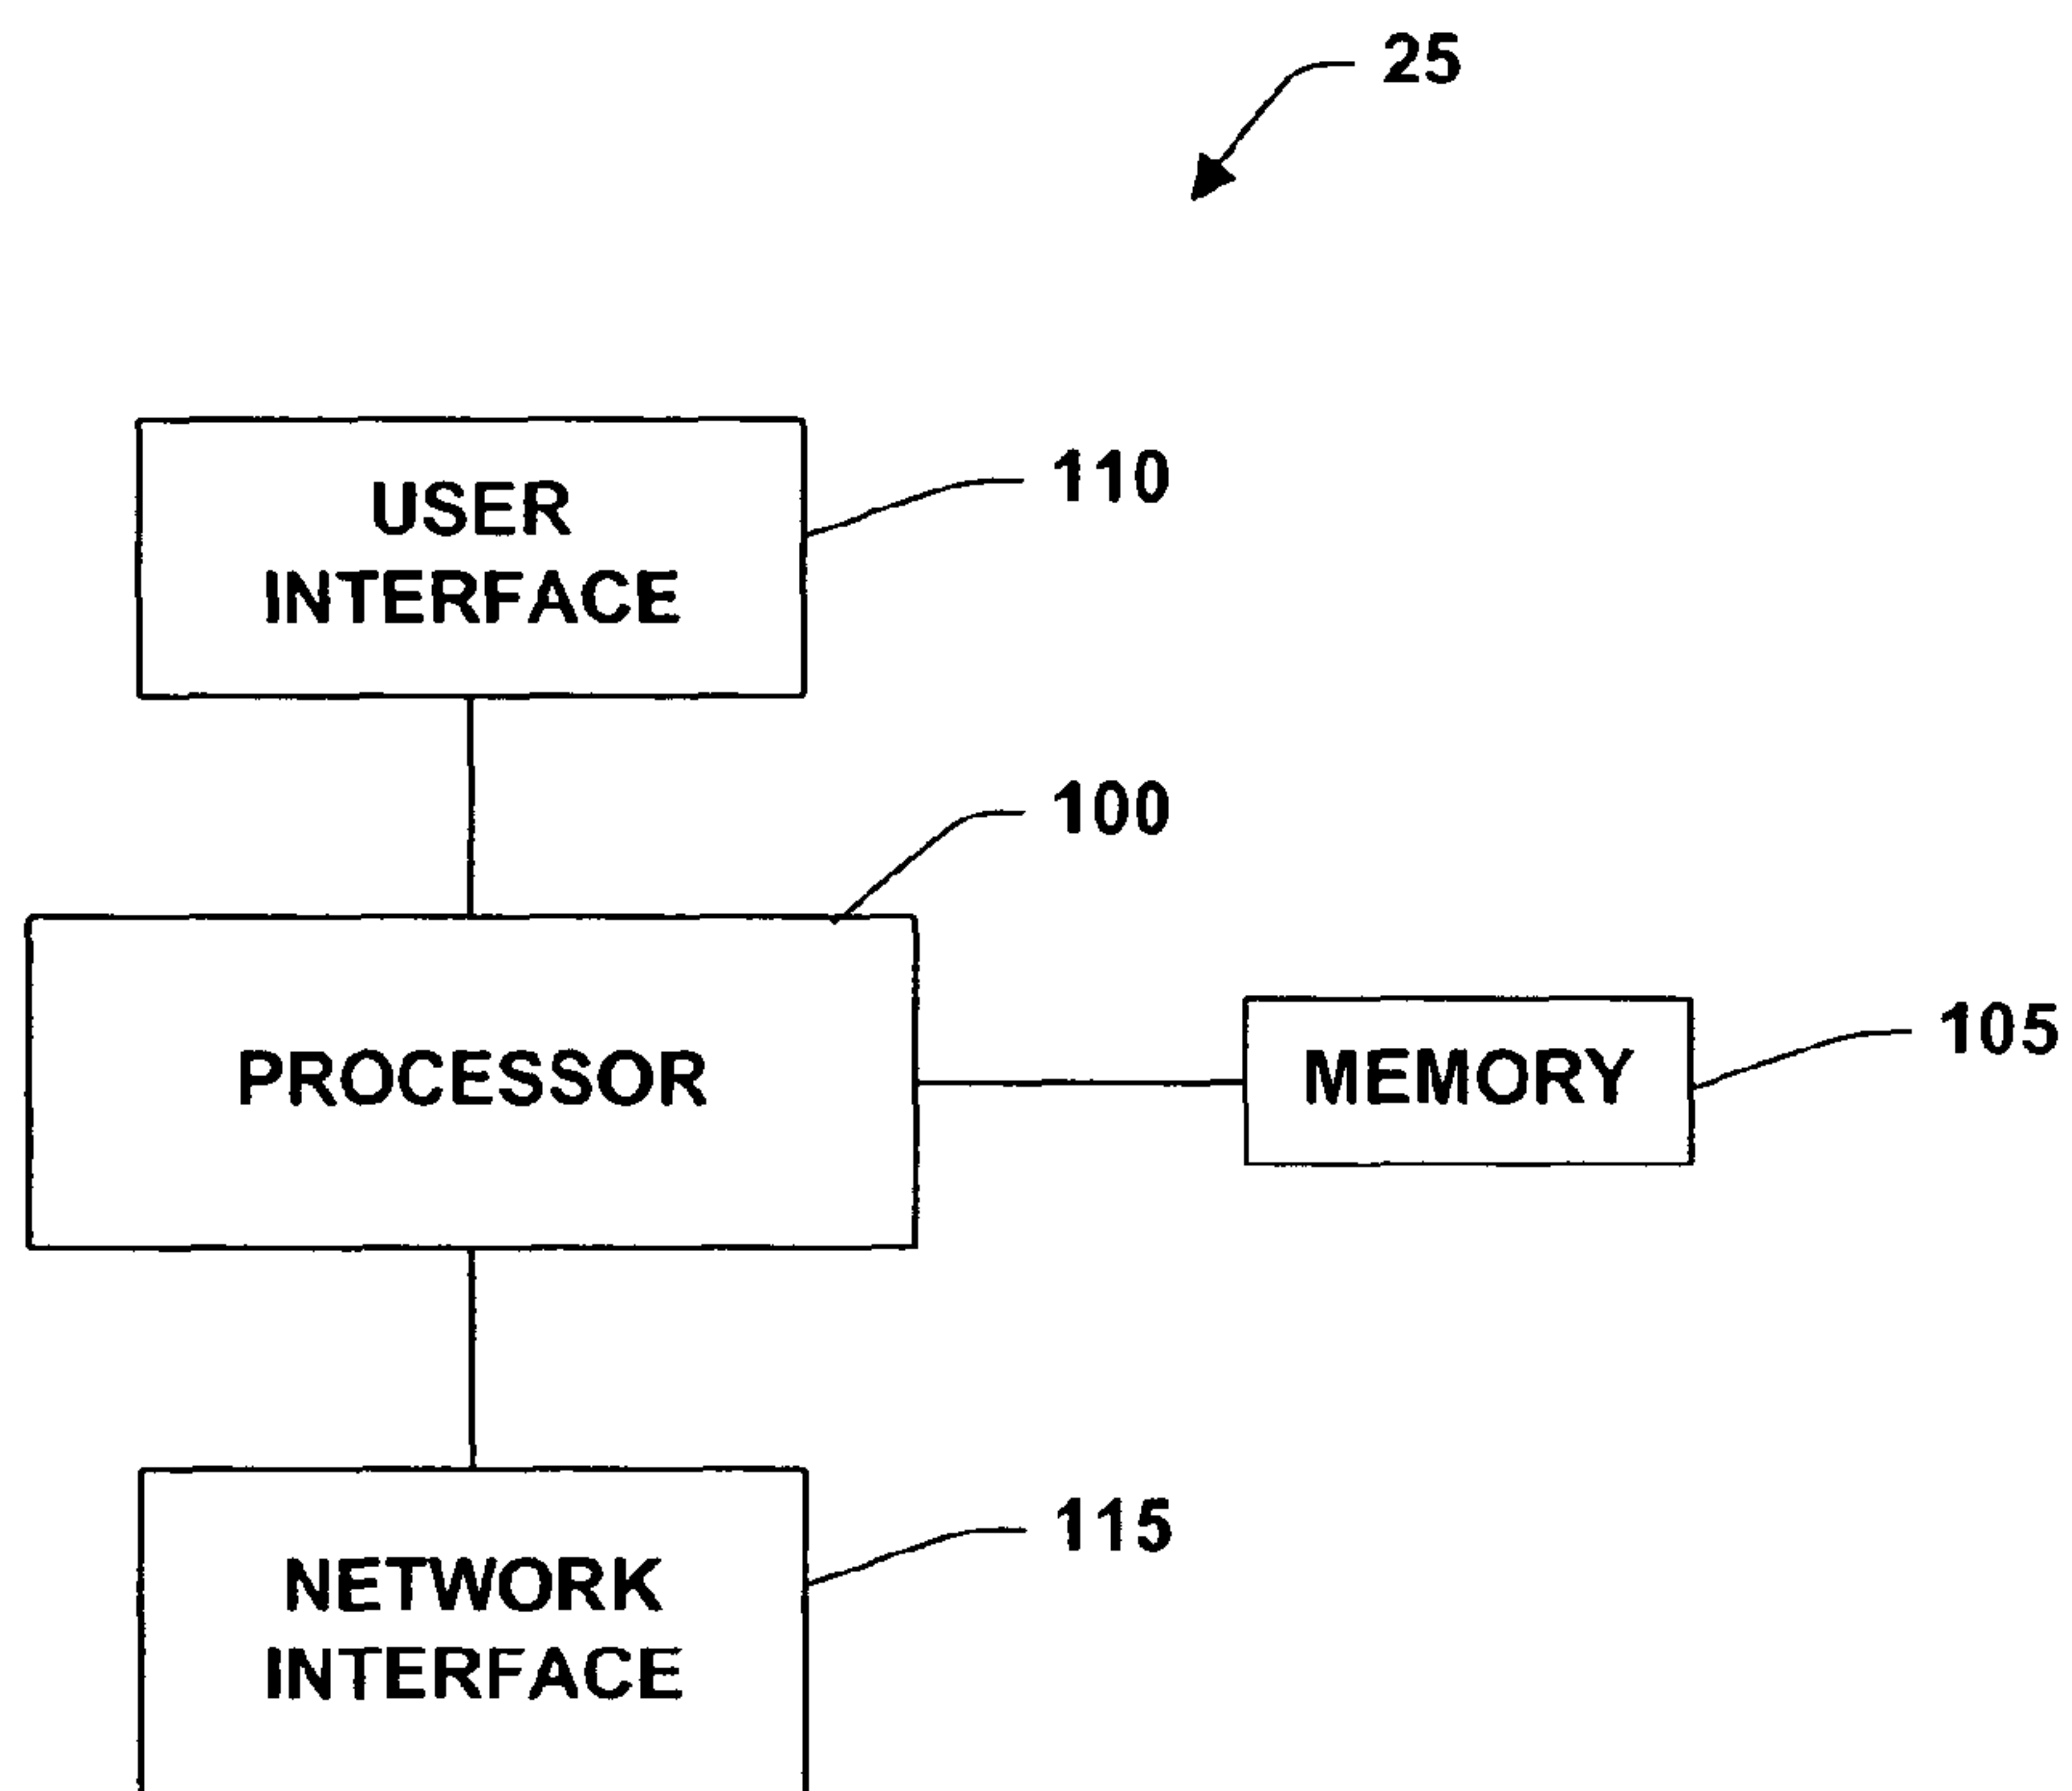 25
USER
INTERFACE
110
100
PROCESSOR
MEMORY
105
115
NETWORK
INTERFACE